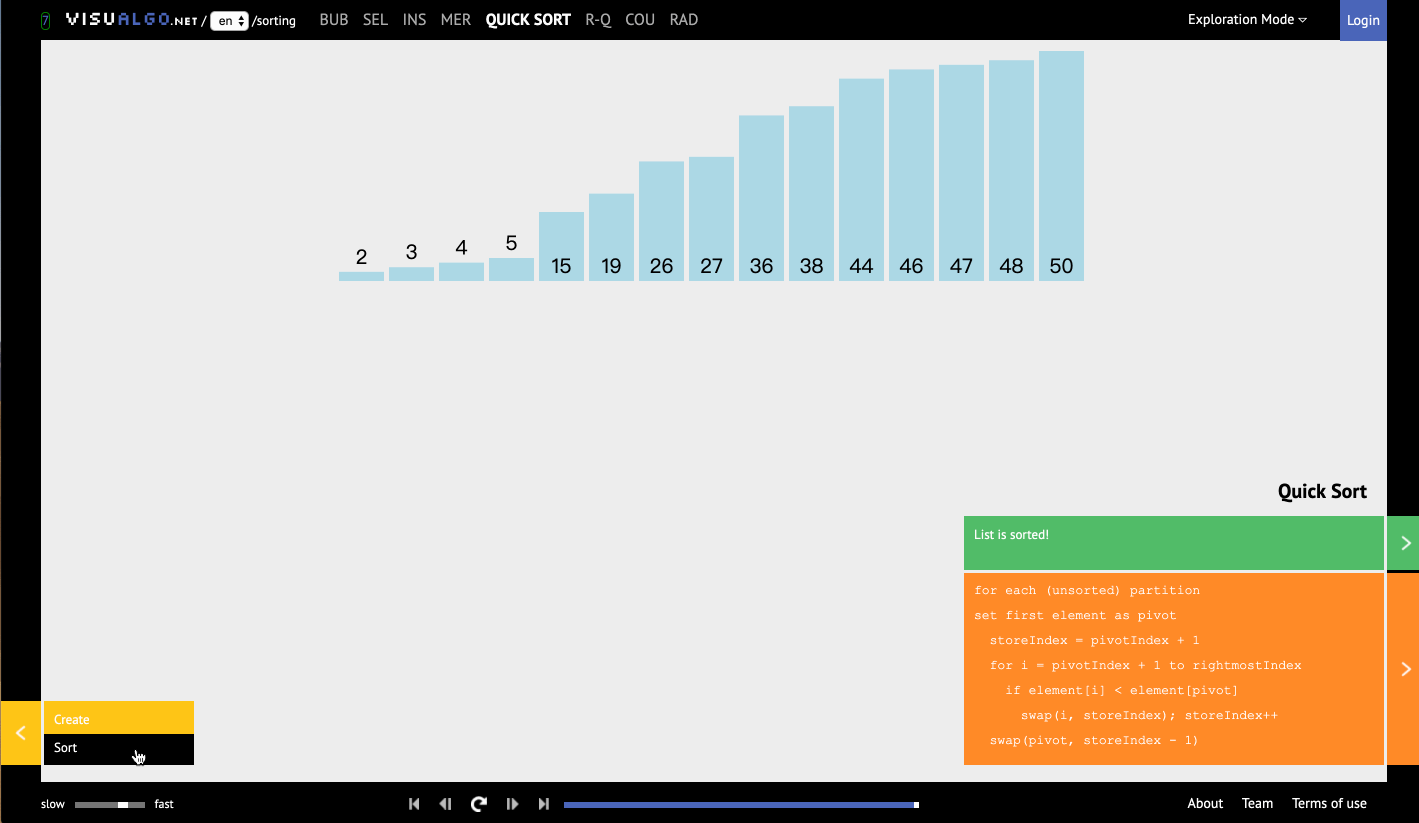 7 VISUALGO.NET / en /sorting BUB SEL INS MER QUICK SORT R-Q COU RAD Exploration Mode Login
2 3 4 5 15 19 26 27 36 38 44 46 47 48 50
Quick Sort
List is sorted!
for each (unsorted) partition
set first element as pivot
storeIndex = pivotIndex + 1
for i = pivotIndex + 1 to rightmostIndex
if element[i] < element[pivot]
swap(i, storeIndex); storeIndex++
swap(pivot, storeIndex - 1)
Create
Sort
slow fast About Team Terms of use